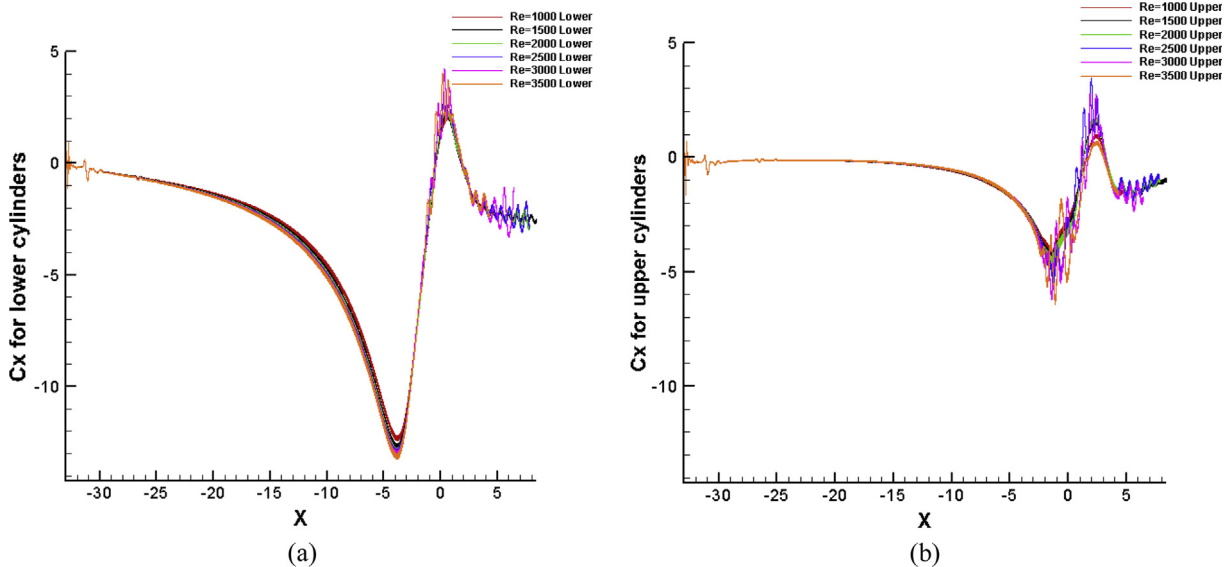 Re=1000 Lower
Re=1500 Lower
Re=2000 Lower
Re=2500 Lower
Re=3000 Lower
Re=3500 Lower
5
0
-5
-10
Cx for lower cylinders
-30 -25 -20 -15 -10 -5 0 5
X
(a)
Re=1000 Upper
Re=1500 Upper
Re=2000 Upper
Re=2500 Upper
Re=3000 Upper
Re=3500 Upper
5
0
-5
-10
Cx for upper cylinders
-30 -25 -20 -15 -10 -5 0 5
X
(b)